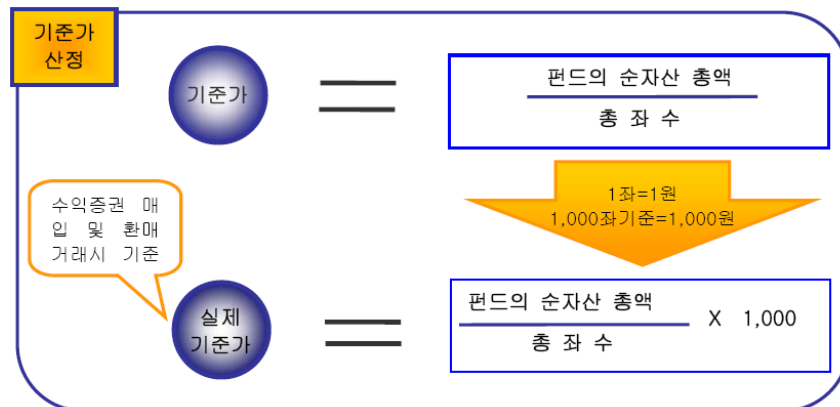 기준가
산정
기준가
펀드의 순자산 총액
총 좌 수
1좌=1원
1,000좌기준=1,000원
수익증권 매
입 및 환매
거래시 기준
실제
기준가
펀드의 순자산 총액
총 좌 수
X 1,000